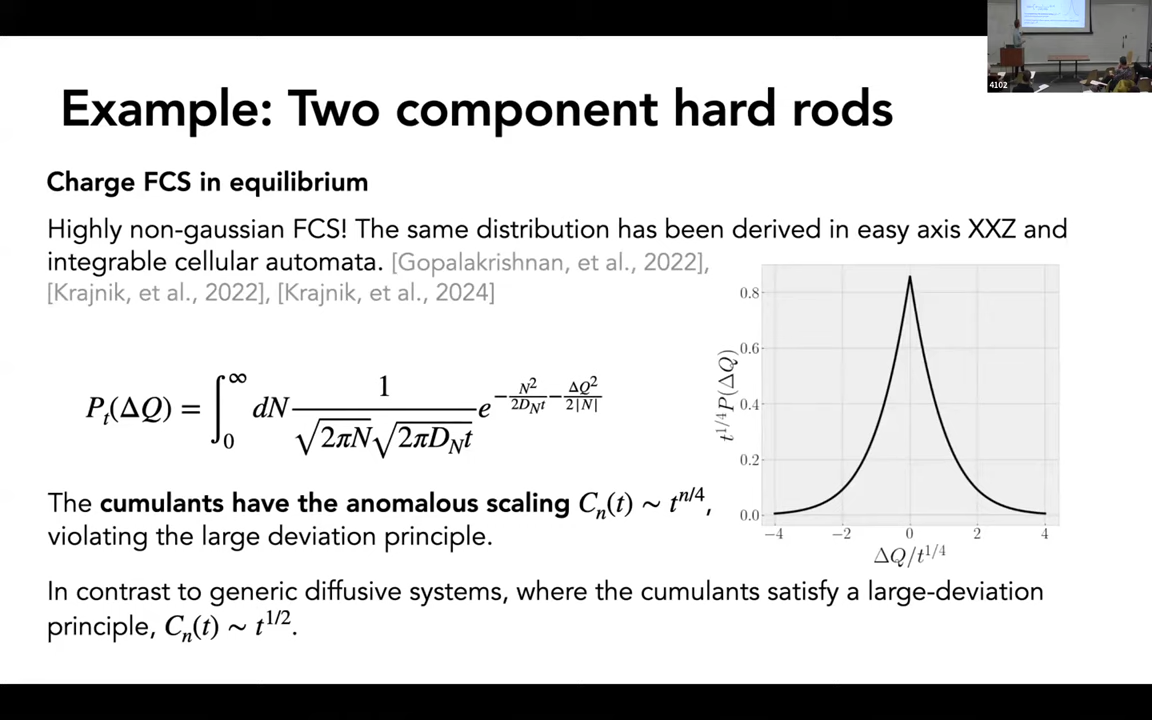 4102
Example: Two component hard rods
Charge FCS in equilibrium
Highly non-gaussian FCS! The same distribution has been derived in easy axis XXZ and
integrable cellular automata. [Gopalakrishnan, et al., 2022],
[Krajnik, et al., 2022], [Krajnik, et al., 2024]
P_t(ΔQ) = ∫_0^∞ dN 1/(√(2πN)√(2πD_N t)) e^{-N²/(2D_N t) - ΔQ²/(2|N|)}
The cumulants have the anomalous scaling C_n(t) ~ t^{n/4},
violating the large deviation principle.
In contrast to generic diffusive systems, where the cumulants satisfy a large-deviation
principle, C_n(t) ~ t^{1/2}.
t^{1/4}P(ΔQ)
0.8
0.6
0.4
0.2
0.0
−4 −2 0 2 4
ΔQ/t^{1/4}